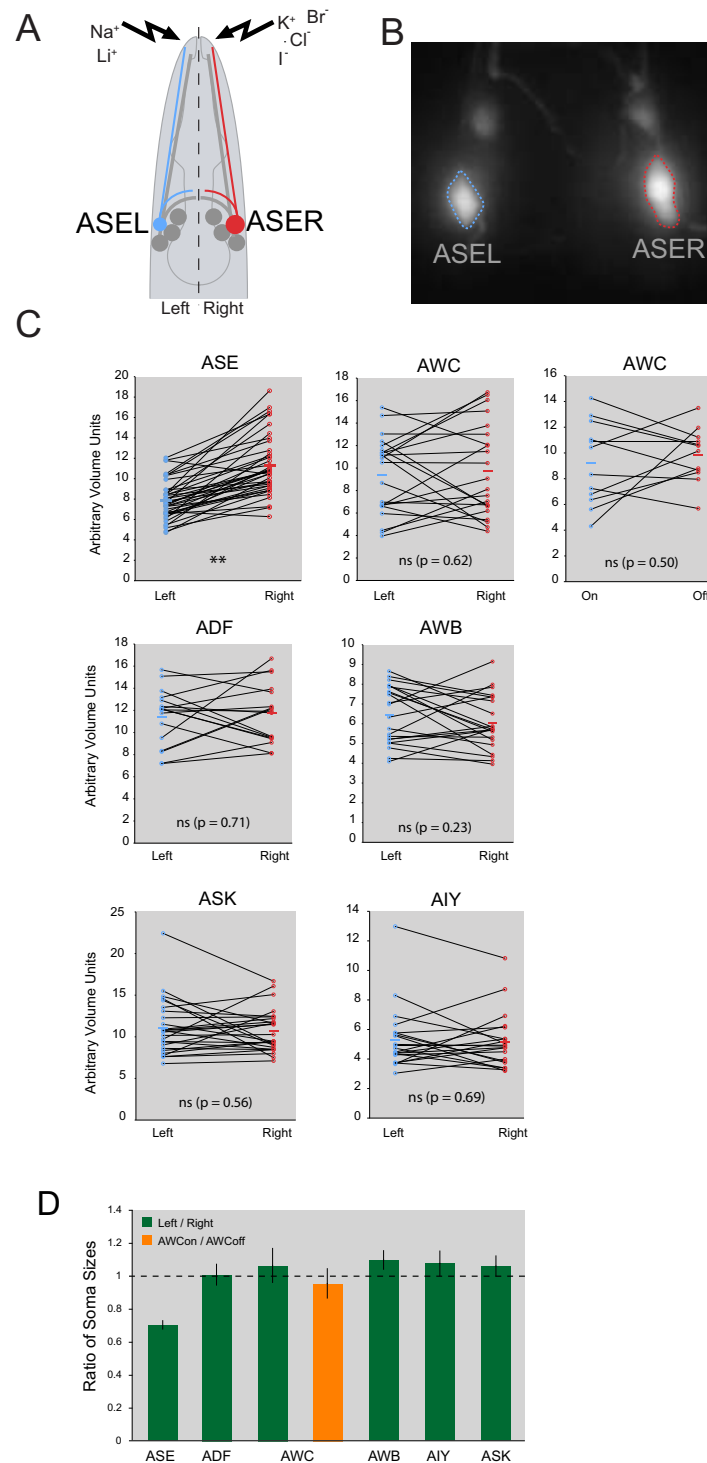 A
Na⁺
Li⁺
K⁺ Br⁻
· Cl⁻
I⁻
ASEL
ASER
Left Right
B
ASEL
ASER
C
ASE
Arbitrary Volume Units
20
18
16
14
12
10
8
6
4
2
0
**
Left Right
AWC
18
16
14
12
10
8
6
4
2
0
ns (p = 0.62)
Left Right
AWC
16
14
12
10
8
6
4
2
0
ns (p = 0.50)
On Off
ADF
Arbitrary Volume Units
18
16
14
12
10
8
6
4
2
0
ns (p = 0.71)
Left Right
AWB
10
9
8
7
6
5
4
3
2
1
0
ns (p = 0.23)
Left Right
ASK
Arbitrary Volume Units
25
20
15
10
5
0
ns (p = 0.56)
Left Right
AIY
14
12
10
8
6
4
2
0
ns (p = 0.69)
Left Right
D
Ratio of Soma Sizes
1.4
1.2
1
0.8
0.6
0.4
0.2
0
Left / Right
AWCon / AWCoff
ASE ADF AWC AWB AIY ASK